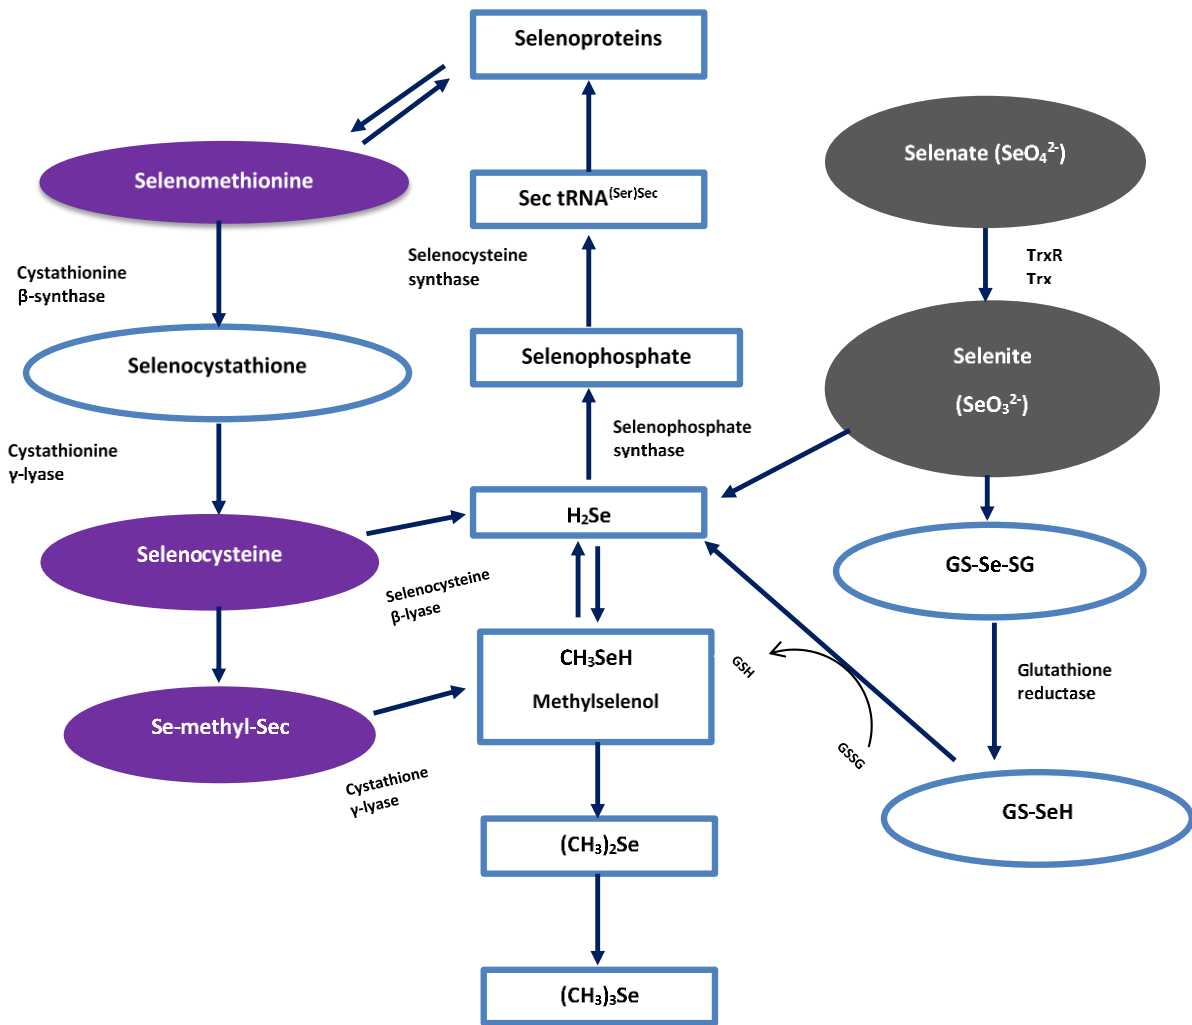 Selenoproteins
Selenate (SeO₄²⁻)
Selenomethionine
Sec tRNA⁽ˢᵉʳ⁾ˢᵉᶜ
Selenocysteine
synthase
TrxR
Trx
Cystathionine
β-synthase
Selenocystathione
Selenophosphate
Selenite
(SeO₃²⁻)
Selenophosphate
synthase
Cystathionine
γ-lyase
H₂Se
Selenocysteine
GS-Se-SG
Selenocysteine
β-lyase
CH₃SeH
Methylselenol
GSH
Glutathione
reductase
Se-methyl-Sec
GSSG
Cystathione
γ-lyase
GS-SeH
(CH₃)₂Se
(CH₃)₃Se